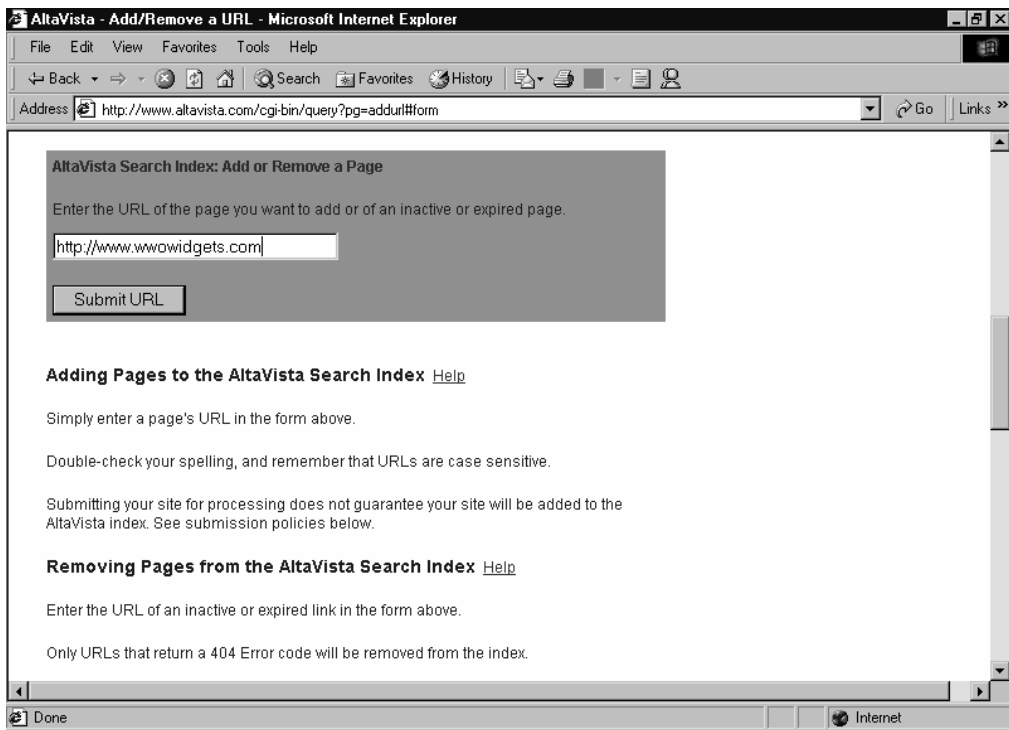 AltaVista - Add/Remove a URL - Microsoft Internet Explorer
File Edit View Favorites Tools Help
Back Search Favorites History
Address http://www.altavista.com/cgi-bin/query?pg=addurl#form Go Links »
AltaVista Search Index: Add or Remove a Page
Enter the URL of the page you want to add or of an inactive or expired page.
http://www.wwowidgets.com
Submit URL
Adding Pages to the AltaVista Search Index Help
Simply enter a page's URL in the form above.
Double-check your spelling, and remember that URLs are case sensitive.
Submitting your site for processing does not guarantee your site will be added to the
AltaVista index. See submission policies below.
Removing Pages from the AltaVista Search Index Help
Enter the URL of an inactive or expired link in the form above.
Only URLs that return a 404 Error code will be removed from the index.
Done Internet